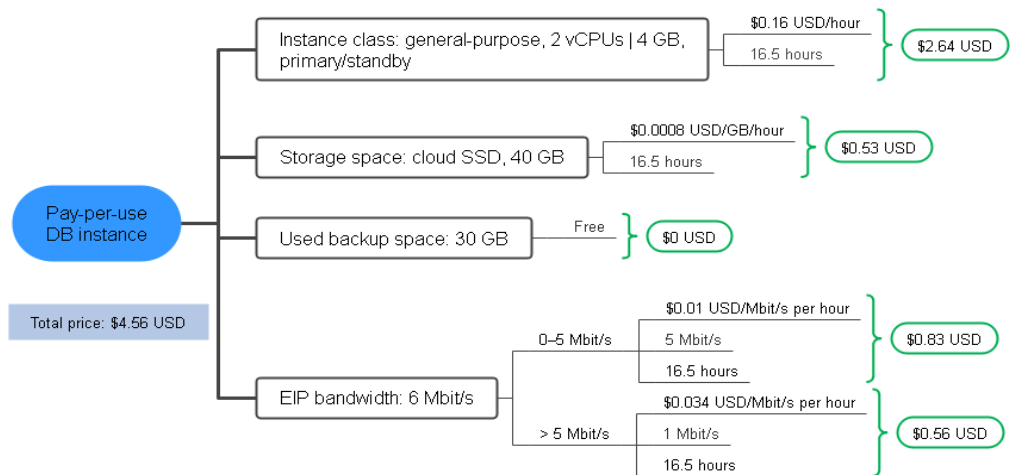 Pay-per-use
DB instance
Total price: $4.56 USD
Instance class: general-purpose, 2 vCPUs | 4 GB,
primary/standby
$0.16 USD/hour
16.5 hours
$2.64 USD
Storage space: cloud SSD, 40 GB
$0.0008 USD/GB/hour
16.5 hours
$0.53 USD
Used backup space: 30 GB
Free
$0 USD
EIP bandwidth: 6 Mbit/s
0–5 Mbit/s
$0.01 USD/Mbit/s per hour
5 Mbit/s
16.5 hours
$0.83 USD
> 5 Mbit/s
$0.034 USD/Mbit/s per hour
1 Mbit/s
16.5 hours
$0.56 USD